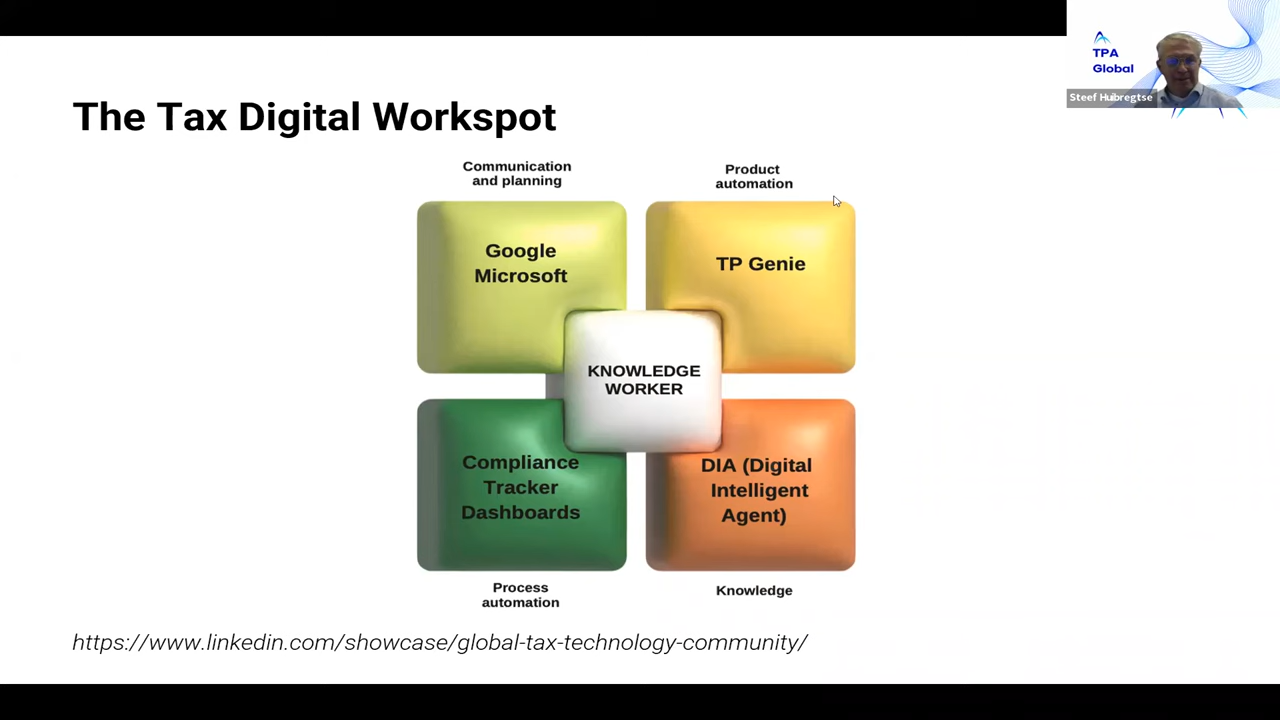 TPA
Global
Steef Huibregtse
The Tax Digital Workspot
Communication
and planning
Product
automation
Google
Microsoft
TP Genie
KNOWLEDGE
WORKER
Compliance
Tracker
Dashboards
DIA (Digital
Intelligent
Agent)
Process
automation
Knowledge
https://www.linkedin.com/showcase/global-tax-technology-community/